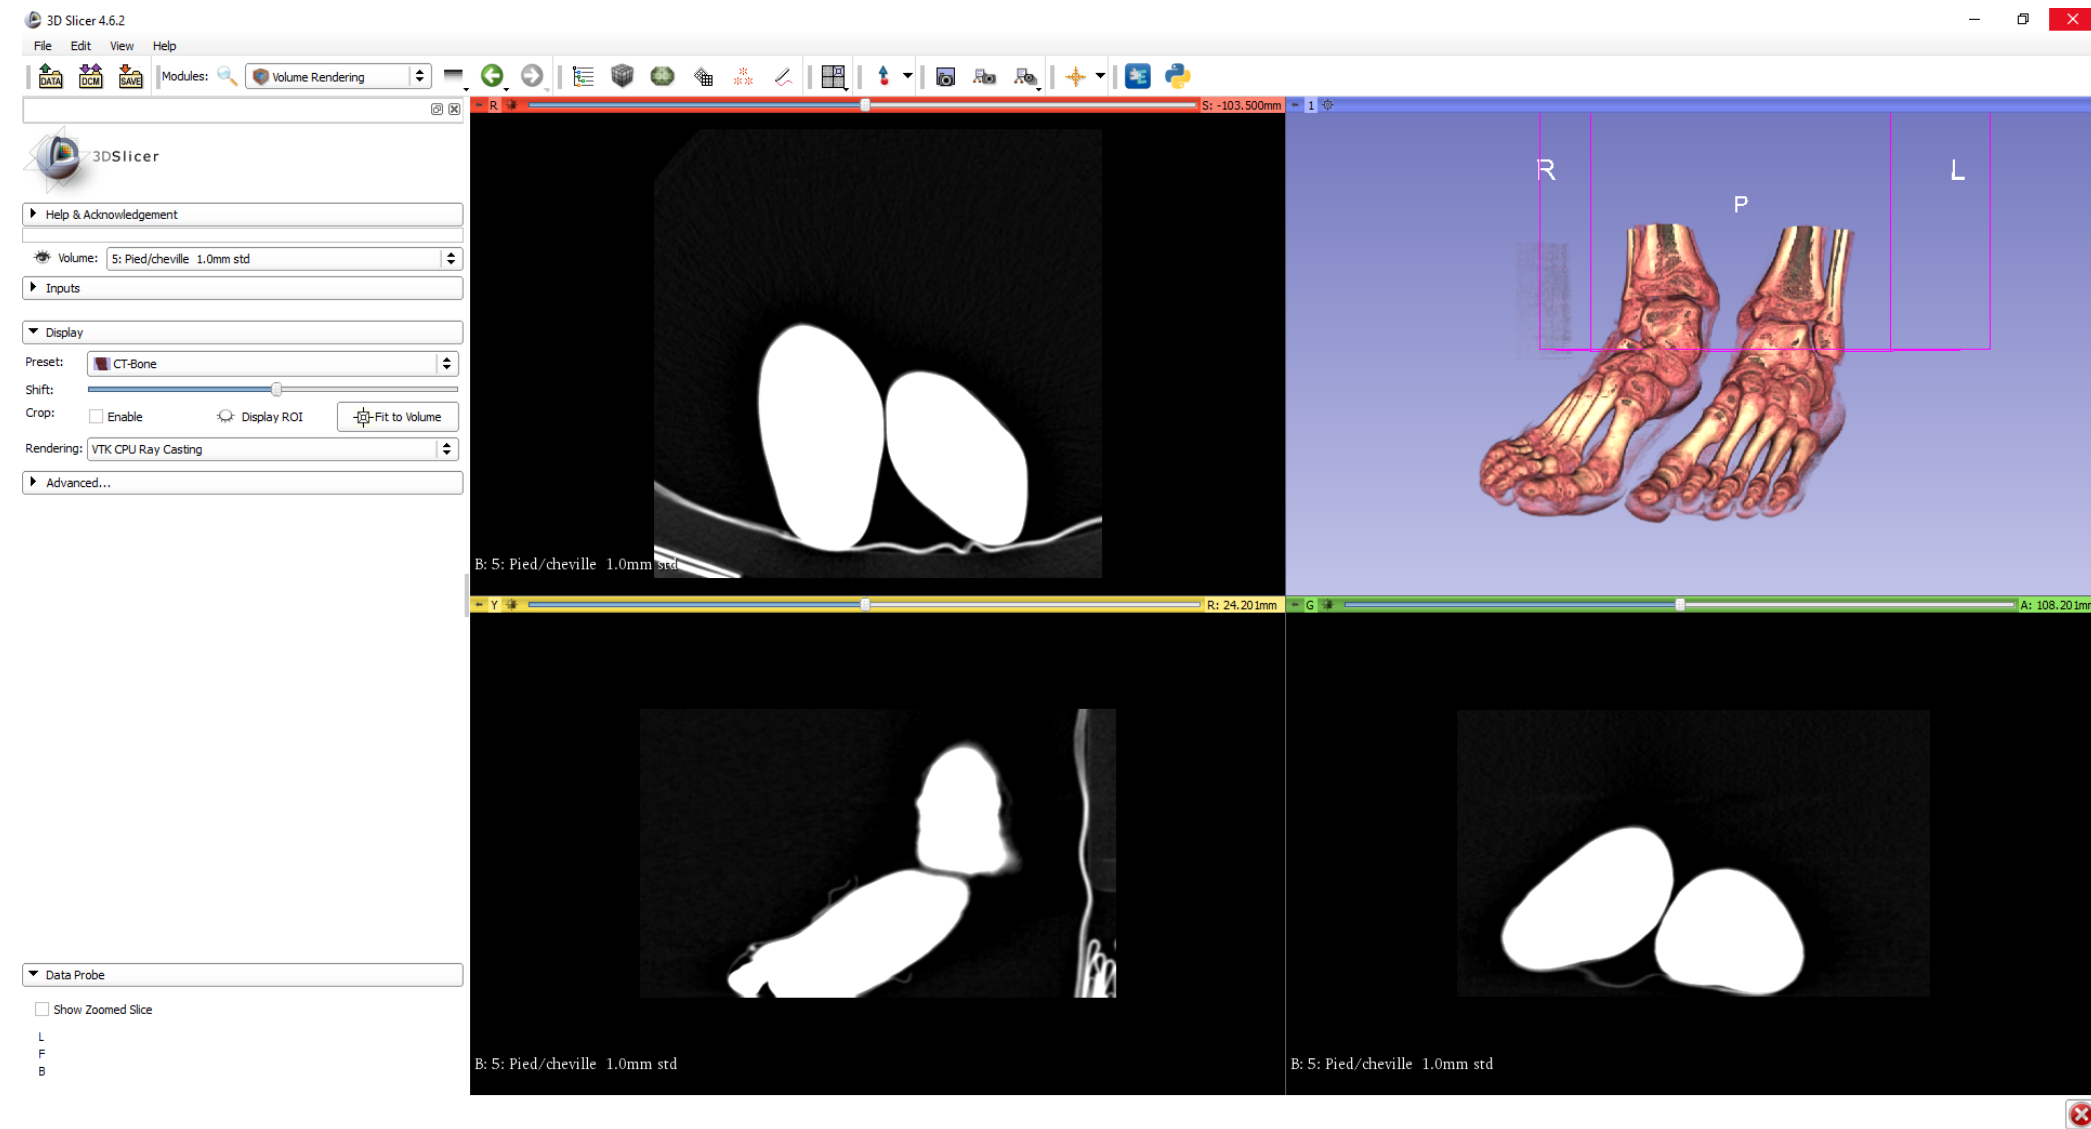 3D Slicer 4.6.2
File Edit View Help
DATA DCM SAVE Modules: Volume Rendering
R S: -103.500mm 1
3DSlicer
Help & Acknowledgement
Volume: 5: Pied/cheville 1.0mm std
Inputs
Display
Preset: CT-Bone
Shift:
Crop: Enable Display ROI Fit to Volume
Rendering: VTK CPU Ray Casting
Advanced...
R L
P
B: 5: Pied/cheville 1.0mm std
Y R: 24.201mm G A: 108.201mm
Data Probe
Show Zoomed Slice
L
F
B
B: 5: Pied/cheville 1.0mm std
B: 5: Pied/cheville 1.0mm std